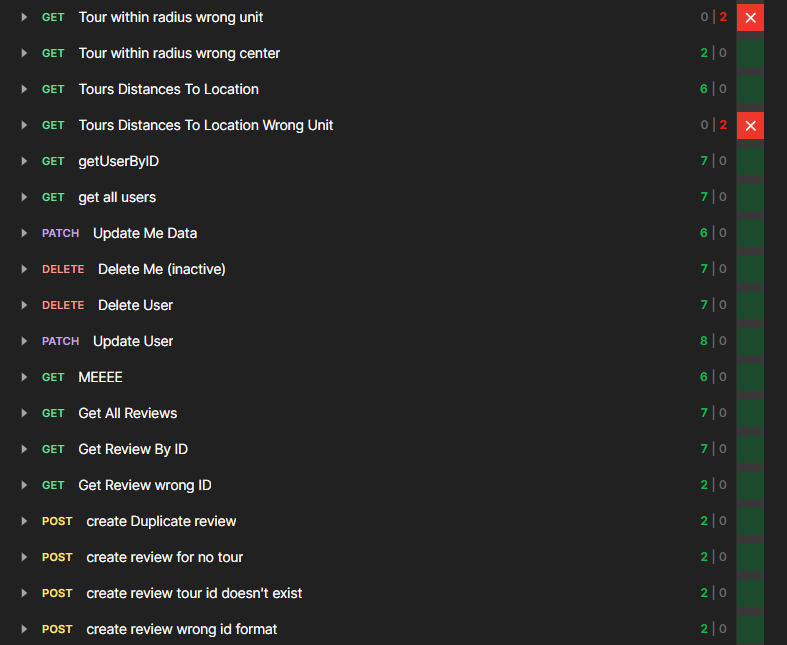 GET Tour within radius wrong unit 0 | 2
GET Tour within radius wrong center 2 | 0
GET Tours Distances To Location 6 | 0
GET Tours Distances To Location Wrong Unit 0 | 2
GET getUserByID 7 | 0
GET get all users 7 | 0
PATCH Update Me Data 6 | 0
DELETE Delete Me (inactive) 7 | 0
DELETE Delete User 7 | 0
PATCH Update User 8 | 0
GET MEEEE 6 | 0
GET Get All Reviews 7 | 0
GET Get Review By ID 7 | 0
GET Get Review wrong ID 2 | 0
POST create Duplicate review 2 | 0
POST create review for no tour 2 | 0
POST create review tour id doesn't exist 2 | 0
POST create review wrong id format 2 | 0